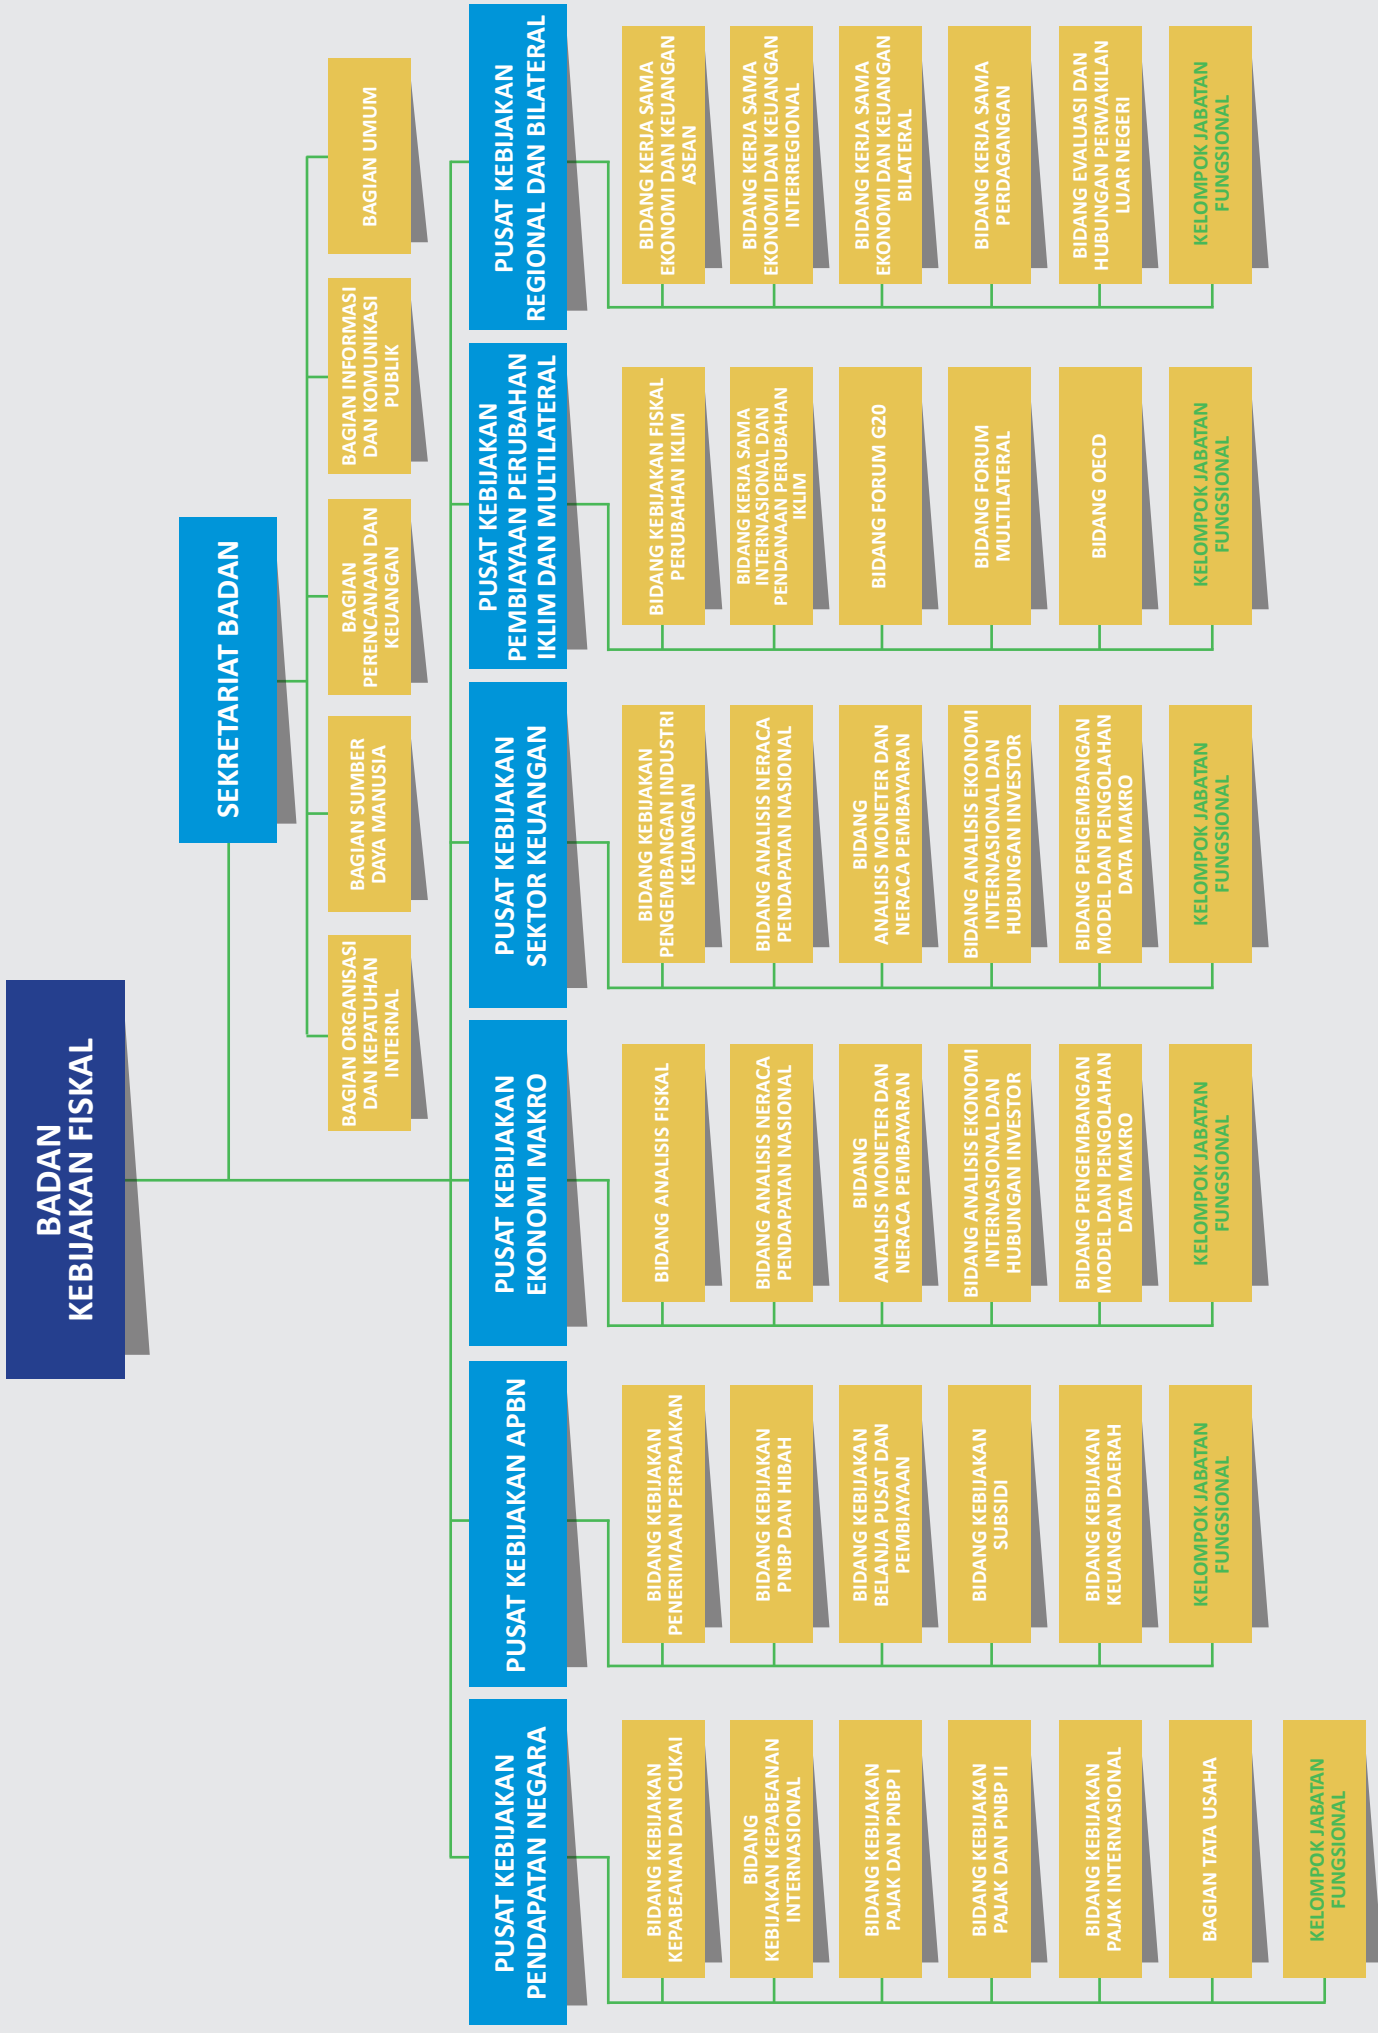 BADAN
KEBIJAKAN FISKAL
SEKRETARIAT BADAN
BAGIAN ORGANISASI
DAN KEPATUHAN
INTERNAL
BAGIAN SUMBER
DAYA MANUSIA
BAGIAN
PERENCANAAN DAN
KEUANGAN
BAGIAN INFORMASI
DAN KOMUNIKASI
PUBLIK
BAGIAN UMUM
PUSAT KEBIJAKAN
PENDAPATAN NEGARA
BIDANG KEBIJAKAN
KEPABEANAN DAN CUKAI
BIDANG
KEBIJAKAN KEPABEANAN
INTERNASIONAL
BIDANG KEBIJAKAN
PAJAK DAN PNBP I
BIDANG KEBIJAKAN
PAJAK DAN PNBP II
BIDANG KEBIJAKAN
PAJAK INTERNASIONAL
BAGIAN TATA USAHA
KELOMPOK JABATAN
FUNGSIONAL
PUSAT KEBIJAKAN APBN
BIDANG KEBIJAKAN
PENERIMAAN PERPAJAKAN
BIDANG KEBIJAKAN
PNBP DAN HIBAH
BIDANG KEBIJAKAN
BELANJA PUSAT DAN
PEMBIAYAAN
BIDANG KEBIJAKAN
SUBSIDI
BIDANG KEBIJAKAN
KEUANGAN DAERAH
KELOMPOK JABATAN
FUNGSIONAL
PUSAT KEBIJAKAN
EKONOMI MAKRO
BIDANG ANALISIS FISKAL
BIDANG ANALISIS NERACA
PENDAPATAN NASIONAL
BIDANG
ANALISIS MONETER DAN
NERACA PEMBAYARAN
BIDANG ANALISIS EKONOMI
INTERNASIONAL DAN
HUBUNGAN INVESTOR
BIDANG PENGEMBANGAN
MODEL DAN PENGOLAHAN
DATA MAKRO
KELOMPOK JABATAN
FUNGSIONAL
PUSAT KEBIJAKAN
SEKTOR KEUANGAN
BIDANG KEBIJAKAN
PENGEMBANGAN INDUSTRI
KEUANGAN
BIDANG ANALISIS NERACA
PENDAPATAN NASIONAL
BIDANG
ANALISIS MONETER DAN
NERACA PEMBAYARAN
BIDANG ANALISIS EKONOMI
INTERNASIONAL DAN
HUBUNGAN INVESTOR
BIDANG PENGEMBANGAN
MODEL DAN PENGOLAHAN
DATA MAKRO
KELOMPOK JABATAN
FUNGSIONAL
PUSAT KEBIJAKAN
PEMBIAYAAN PERUBAHAN
IKLIM DAN MULTILATERAL
BIDANG KEBIJAKAN FISKAL
PERUBAHAN IKLIM
BIDANG KERJA SAMA
INTERNASIONAL DAN
PENDANAAN PERUBAHAN
IKLIM
BIDANG FORUM G20
BIDANG FORUM
MULTILATERAL
BIDANG OECD
KELOMPOK JABATAN
FUNGSIONAL
PUSAT KEBIJAKAN
REGIONAL DAN BILATERAL
BIDANG KERJA SAMA
EKONOMI DAN KEUANGAN
ASEAN
BIDANG KERJA SAMA
EKONOMI DAN KEUANGAN
INTERREGIONAL
BIDANG KERJA SAMA
EKONOMI DAN KEUANGAN
BILATERAL
BIDANG KERJA SAMA
PERDAGANGAN
BIDANG EVALUASI DAN
HUBUNGAN PERWAKILAN
LUAR NEGERI
KELOMPOK JABATAN
FUNGSIONAL